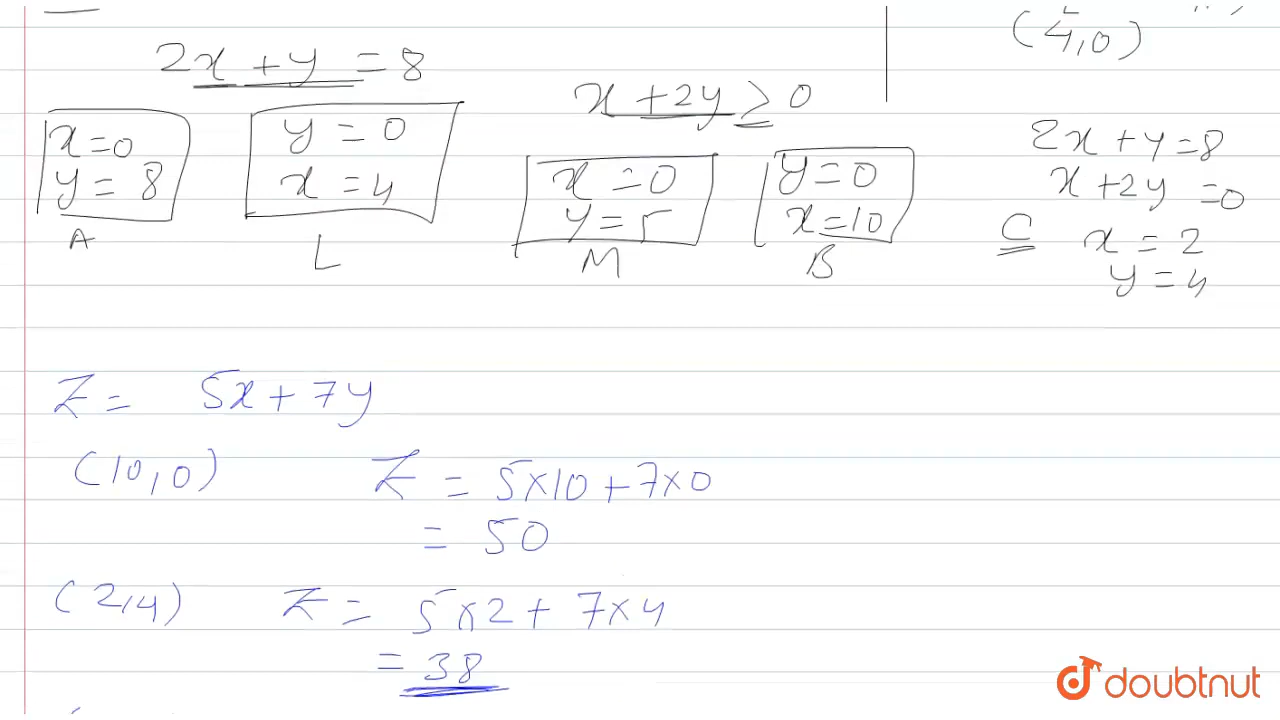 (4,0)
2x + y = 8
x + 2y ≥ 0
x = 0
y = 8
A
y = 0
x = 4
L
x = 0
y = 5
M
y = 0
x = 10
B
2x + y = 8
x + 2y = 0
C x = 2
y = 4
Z = 5x + 7y
(10,0) Z = 5×10 + 7×0
= 50
(2,4) Z = 5×2 + 7×4
= 38
doubtnut